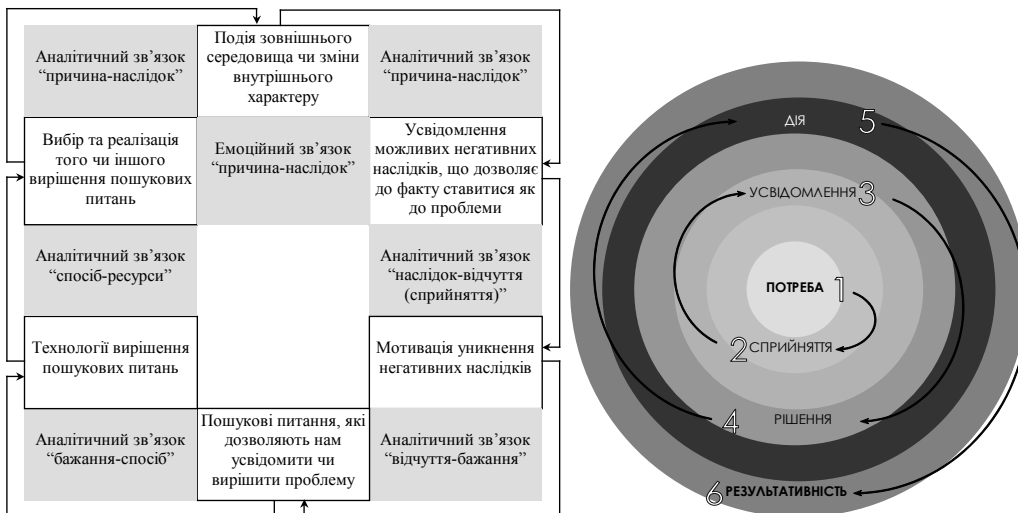 Аналітичний зв’язок
“причина-наслідок”
Подія зовнішнього
середовища чи зміни
внутрішнього
характеру
Аналітичний зв’язок
“причина-наслідок”
Вибір та реалізація
того чи іншого
вирішення пошукових
питань
Емоційний зв’язок
“причина-наслідок”
Усвідомлення
можливих негативних
наслідків, що дозволяє
до факту ставитися як
до проблеми
Аналітичний зв’язок
“спосіб-ресурси”
Аналітичний зв’язок
“наслідок-відчуття
(сприйняття)”
Технології вирішення
пошукових питань
Мотивація уникнення
негативних наслідків
Аналітичний зв’язок
“бажання-спосіб”
Пошукові питання, які
дозволяють нам
усвідомити чи
вирішити проблему
Аналітичний зв’язок
“відчуття-бажання”
ДІЯ 5
УСВІДОМЛЕННЯ 3
ПОТРЕБА 1
2 СПРИЙНЯТТЯ
4 РІШЕННЯ
6 РЕЗУЛЬТАТИВНІСТЬ